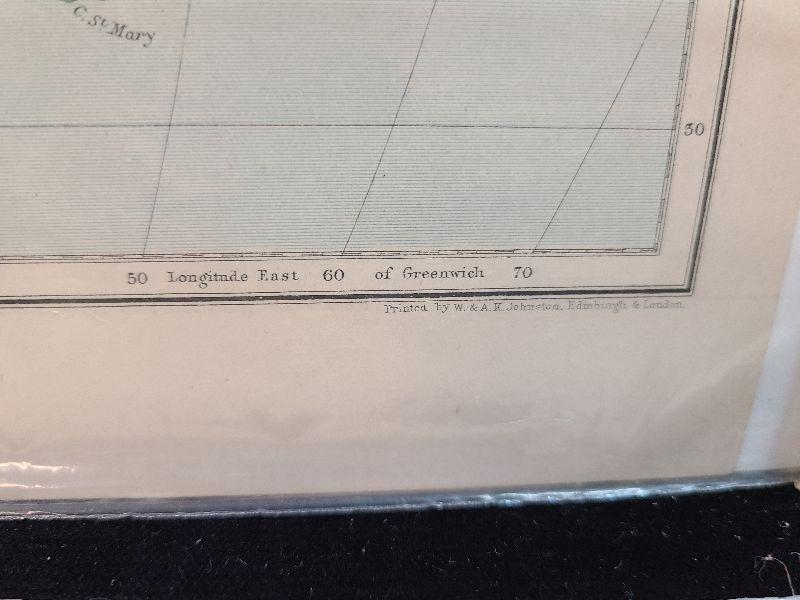 C. St. Mary
30
50 Longitude East 60 of Greenwich 70
Printed by W. & A. K. Johnston, Edinburgh & London.